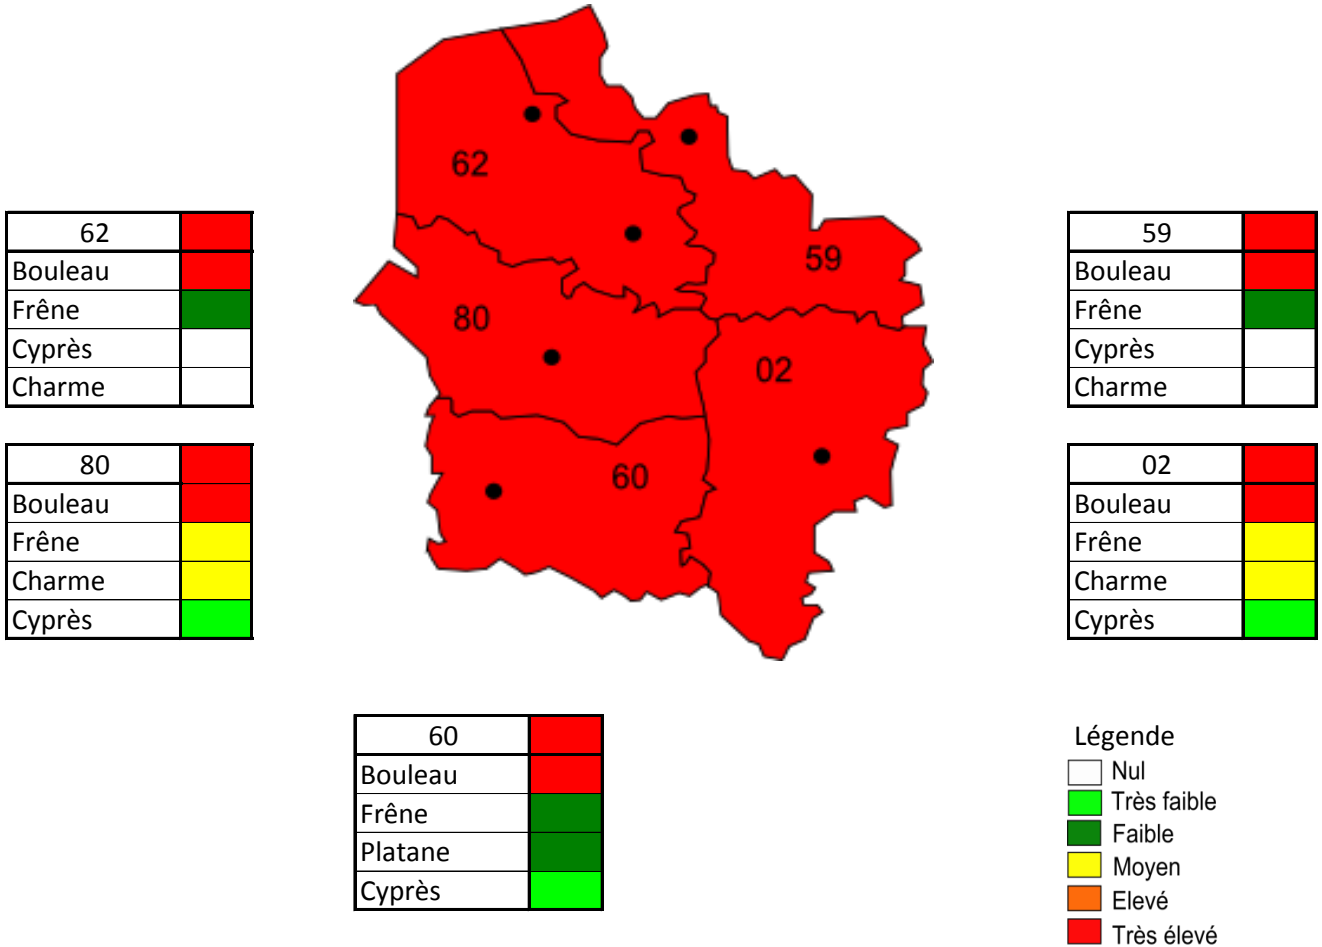 62
59
80
02
60
62
Bouleau
Frêne
Cyprès
Charme
59
Bouleau
Frêne
Cyprès
Charme
80
Bouleau
Frêne
Charme
Cyprès
02
Bouleau
Frêne
Charme
Cyprès
60
Bouleau
Frêne
Platane
Cyprès
Légende
Nul
Très faible
Faible
Moyen
Elevé
Très élevé